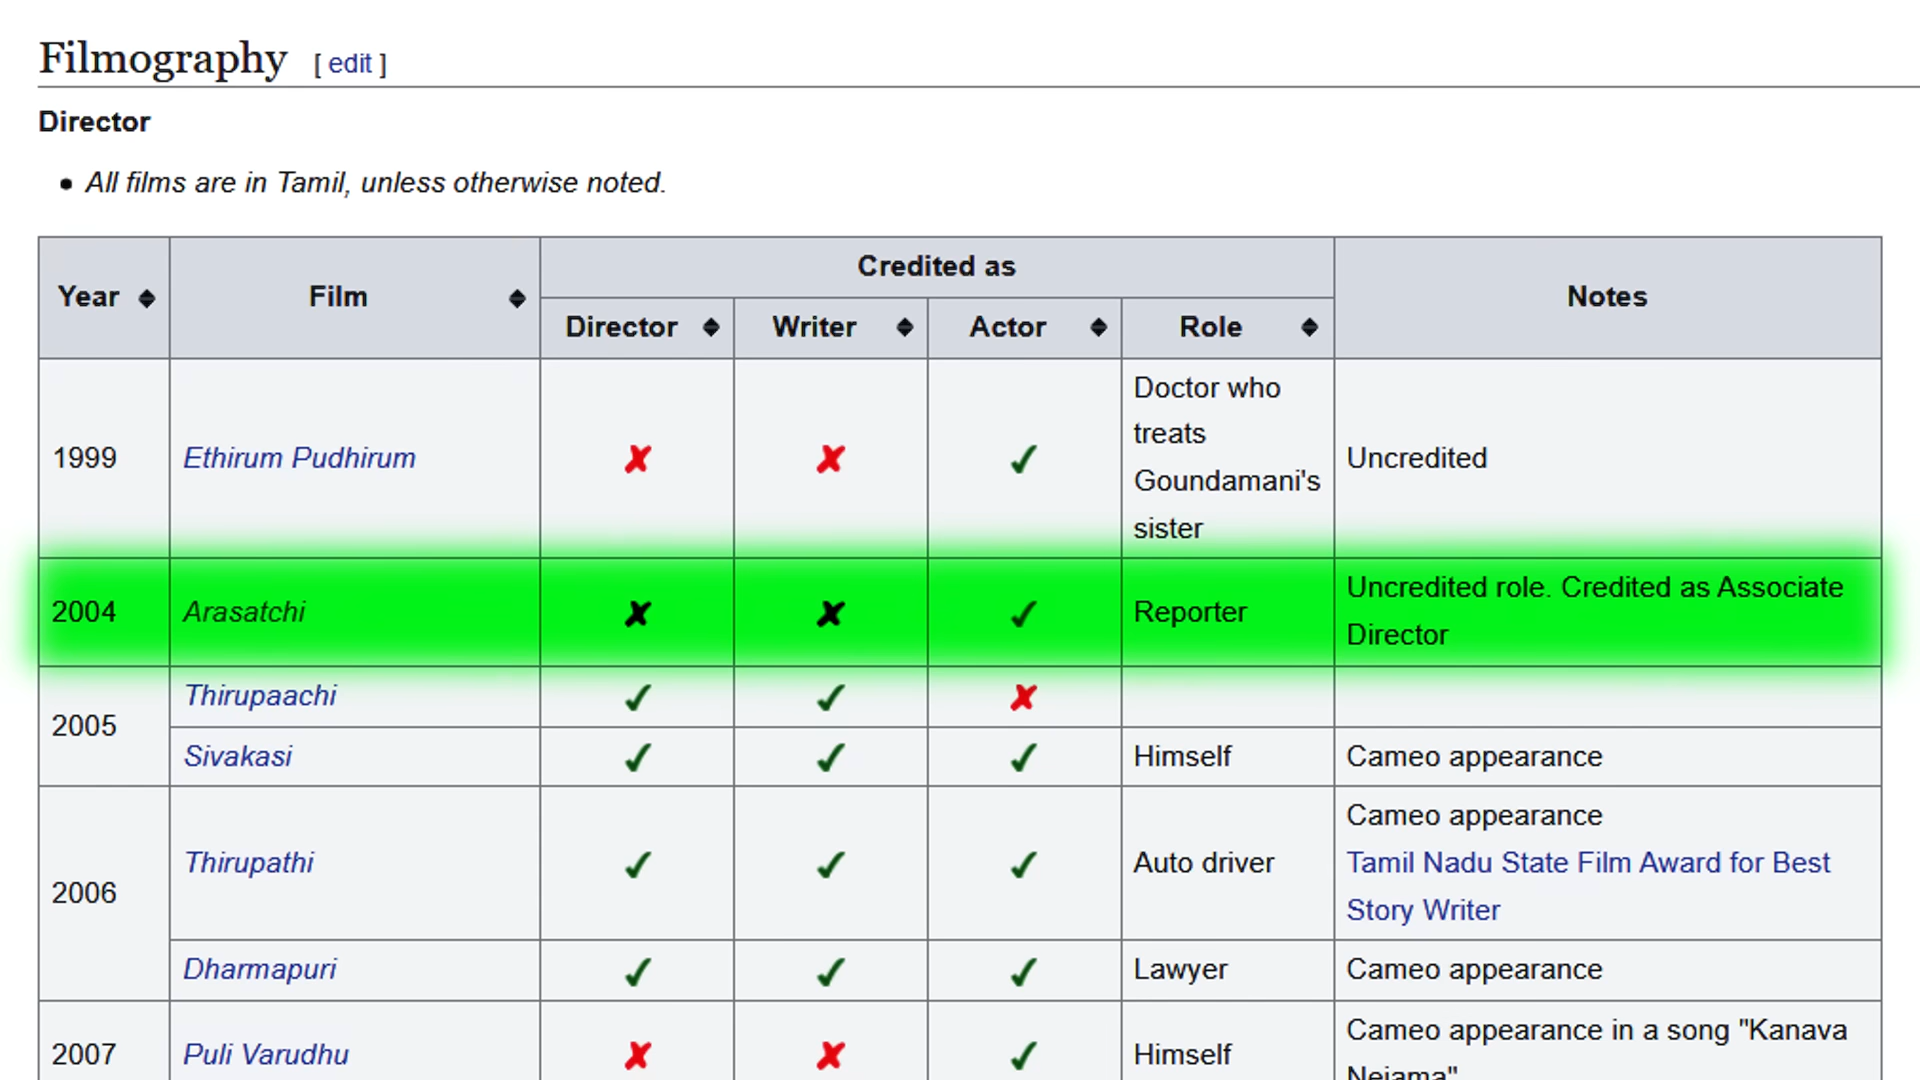 Filmography [ edit ]
Director
• All films are in Tamil, unless otherwise noted.
Year Film Credited as Notes
Director Writer Actor Role
1999 Ethirum Pudhirum ✘ ✘ ✓ Doctor who treats Goundamani's sister Uncredited
2004 Arasatchi ✘ ✘ ✓ Reporter Uncredited role. Credited as Associate Director
2005 Thirupaachi ✓ ✓ ✘
Sivakasi ✓ ✓ ✓ Himself Cameo appearance
2006 Thirupathi ✓ ✓ ✓ Auto driver Cameo appearance
Tamil Nadu State Film Award for Best Story Writer
Dharmapuri ✓ ✓ ✓ Lawyer Cameo appearance
2007 Puli Varudhu ✘ ✘ ✓ Himself Cameo appearance in a song "Kanava
Nejama"